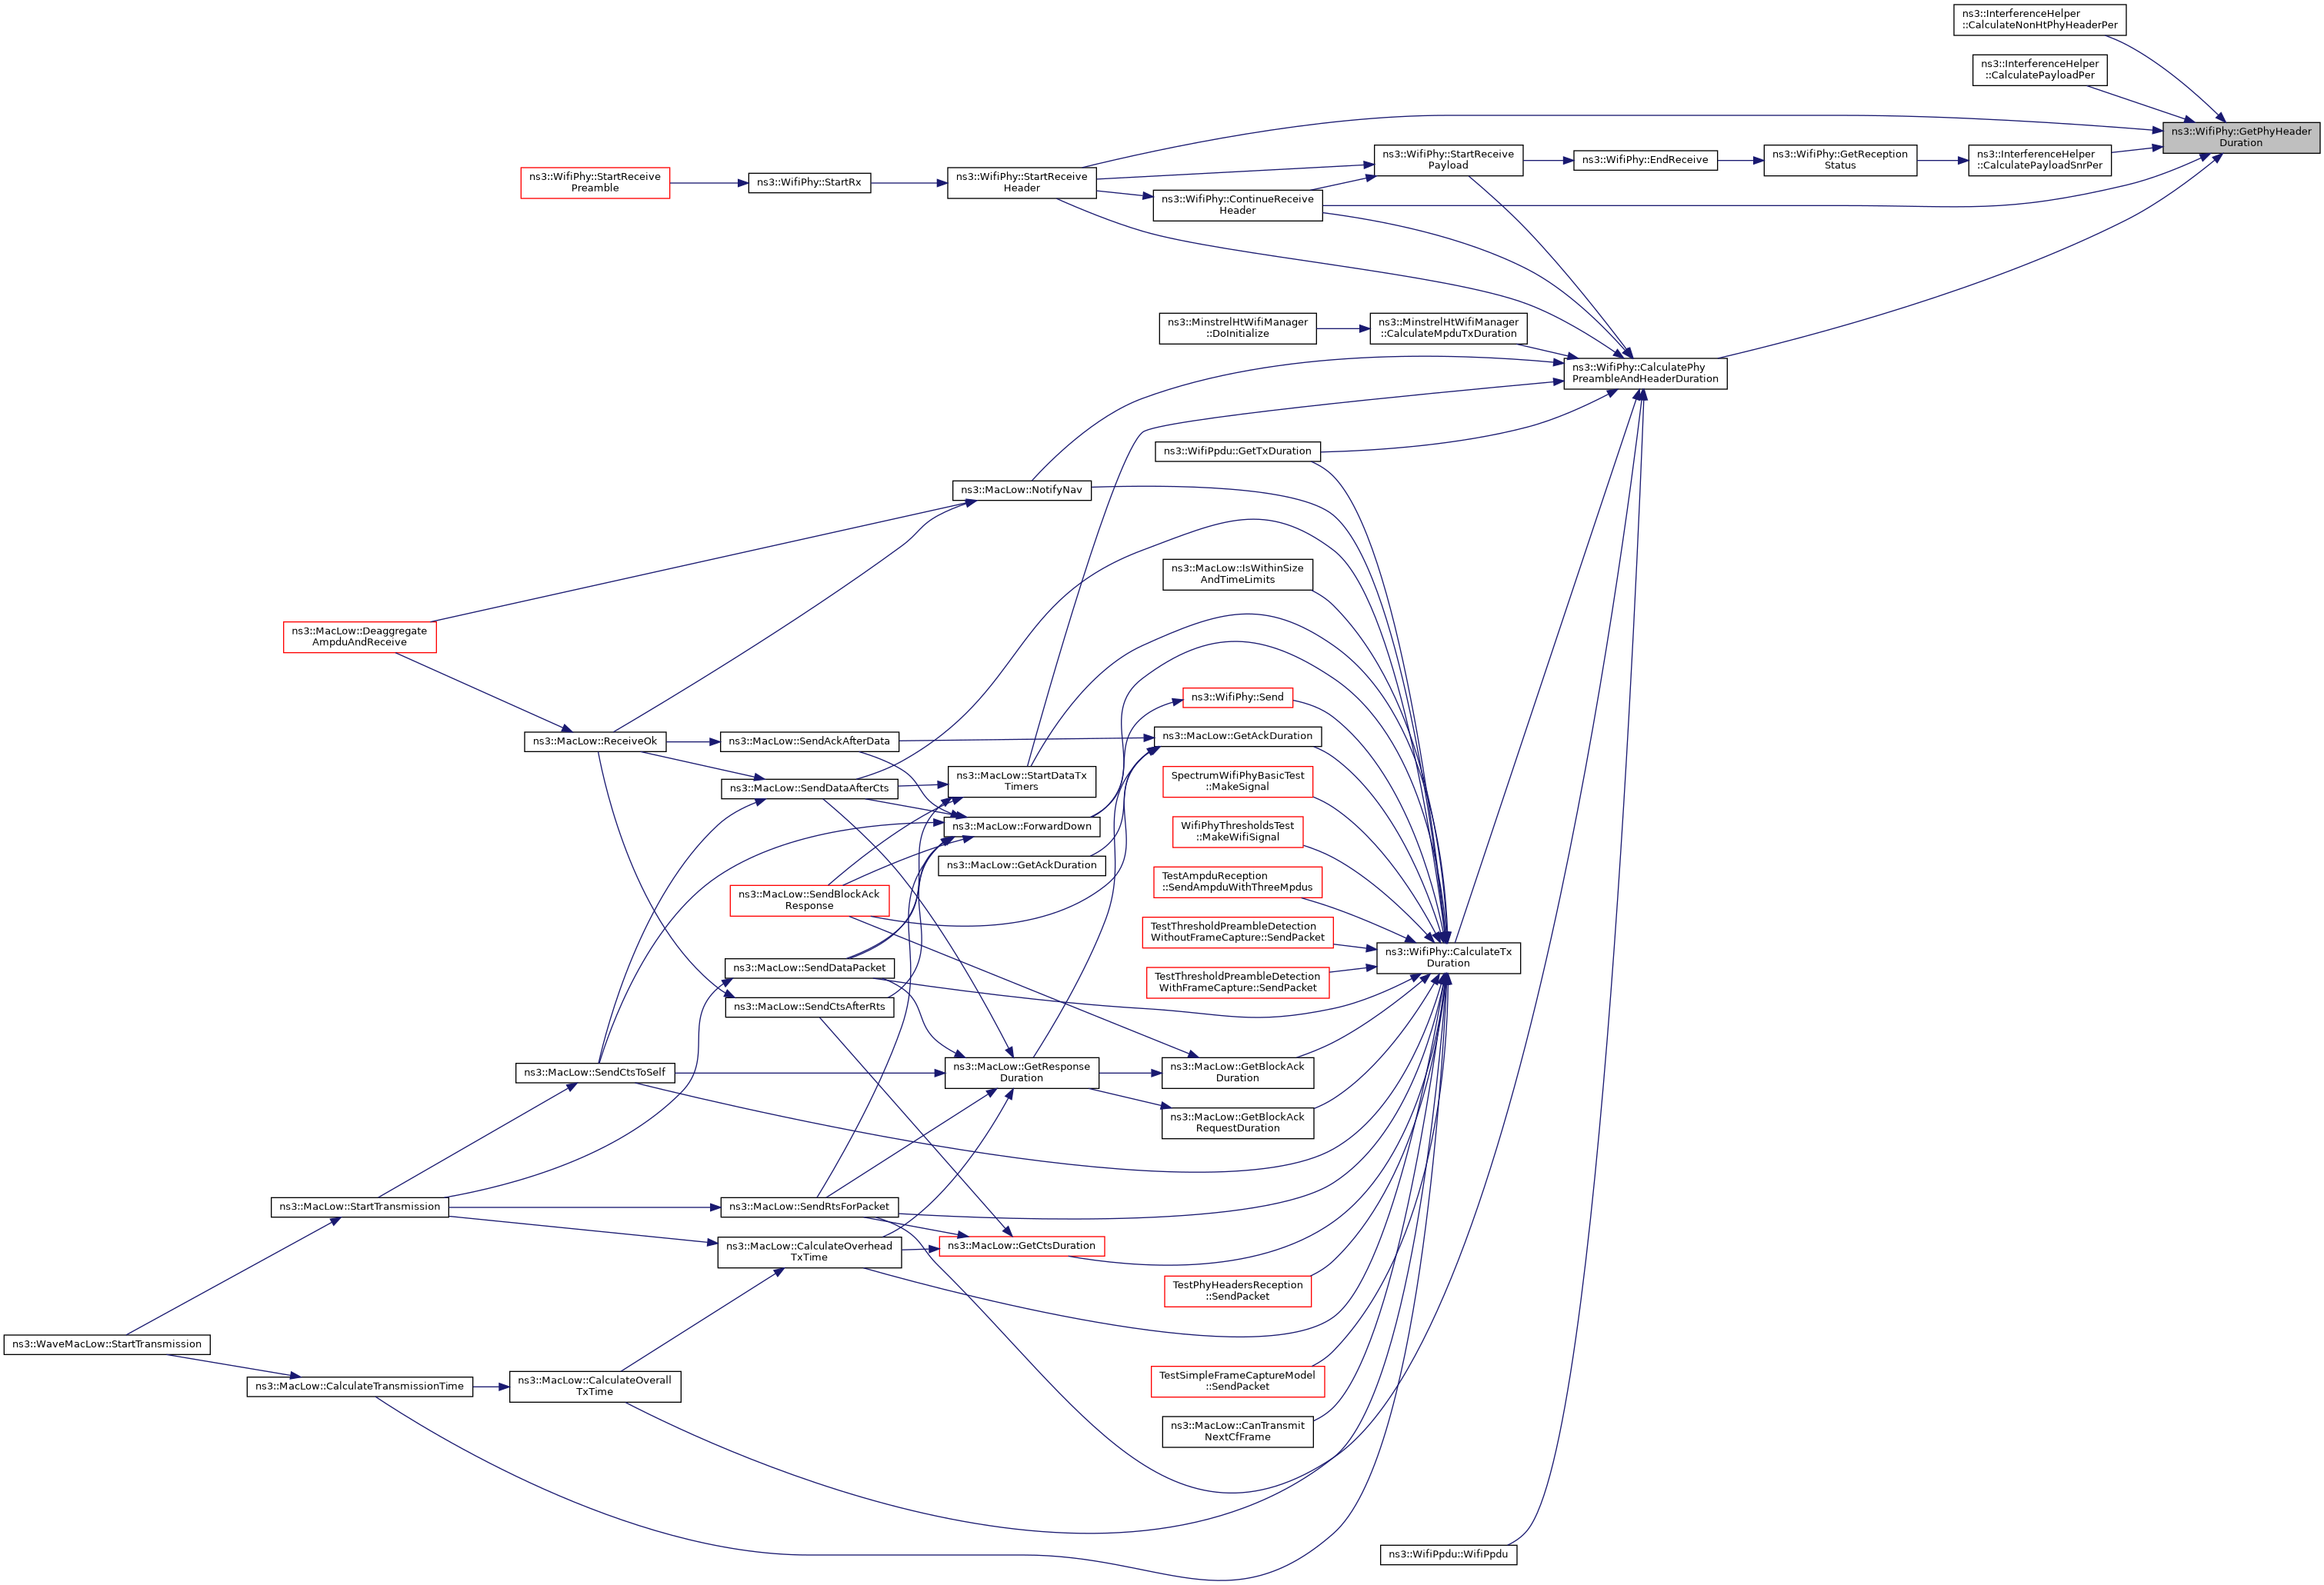 ns3::InterferenceHelper
::CalculateNonHtPhyHeaderPer
ns3::InterferenceHelper
::CalculatePayloadPer
ns3::WifiPhy::GetPhyHeader
Duration
ns3::WifiPhy::StartReceive
Preamble
ns3::WifiPhy::StartRx
ns3::WifiPhy::StartReceive
Header
ns3::WifiPhy::StartReceive
Payload
ns3::WifiPhy::EndReceive
ns3::WifiPhy::GetReception
Status
ns3::InterferenceHelper
::CalculatePayloadSnrPer
ns3::WifiPhy::ContinueReceive
Header
ns3::MinstrelHtWifiManager
::DoInitialize
ns3::MinstrelHtWifiManager
::CalculateMpduTxDuration
ns3::WifiPhy::CalculatePhy
PreambleAndHeaderDuration
ns3::WifiPpdu::GetTxDuration
ns3::MacLow::NotifyNav
ns3::MacLow::IsWithinSize
AndTimeLimits
ns3::MacLow::Deaggregate
AmpduAndReceive
ns3::WifiPhy::Send
ns3::MacLow::ReceiveOk
ns3::MacLow::SendAckAfterData
ns3::MacLow::GetAckDuration
ns3::MacLow::StartDataTx
Timers
SpectrumWifiPhyBasicTest
::MakeSignal
ns3::MacLow::SendDataAfterCts
ns3::MacLow::ForwardDown
WifiPhyThresholdsTest
::MakeWifiSignal
ns3::MacLow::GetAckDuration
TestAmpduReception
::SendAmpduWithThreeMpdus
ns3::MacLow::SendBlockAck
Response
TestThresholdPreambleDetection
WithoutFrameCapture::SendPacket
ns3::WifiPhy::CalculateTx
Duration
ns3::MacLow::SendDataPacket
TestThresholdPreambleDetection
WithFrameCapture::SendPacket
ns3::MacLow::SendCtsAfterRts
ns3::MacLow::SendCtsToSelf
ns3::MacLow::GetResponse
Duration
ns3::MacLow::GetBlockAck
Duration
ns3::MacLow::GetBlockAck
RequestDuration
ns3::MacLow::StartTransmission
ns3::MacLow::SendRtsForPacket
ns3::MacLow::CalculateOverhead
TxTime
ns3::MacLow::GetCtsDuration
TestPhyHeadersReception
::SendPacket
ns3::WaveMacLow::StartTransmission
ns3::MacLow::CalculateTransmissionTime
ns3::MacLow::CalculateOverall
TxTime
TestSimpleFrameCaptureModel
::SendPacket
ns3::MacLow::CanTransmit
NextCfFrame
ns3::WifiPpdu::WifiPpdu